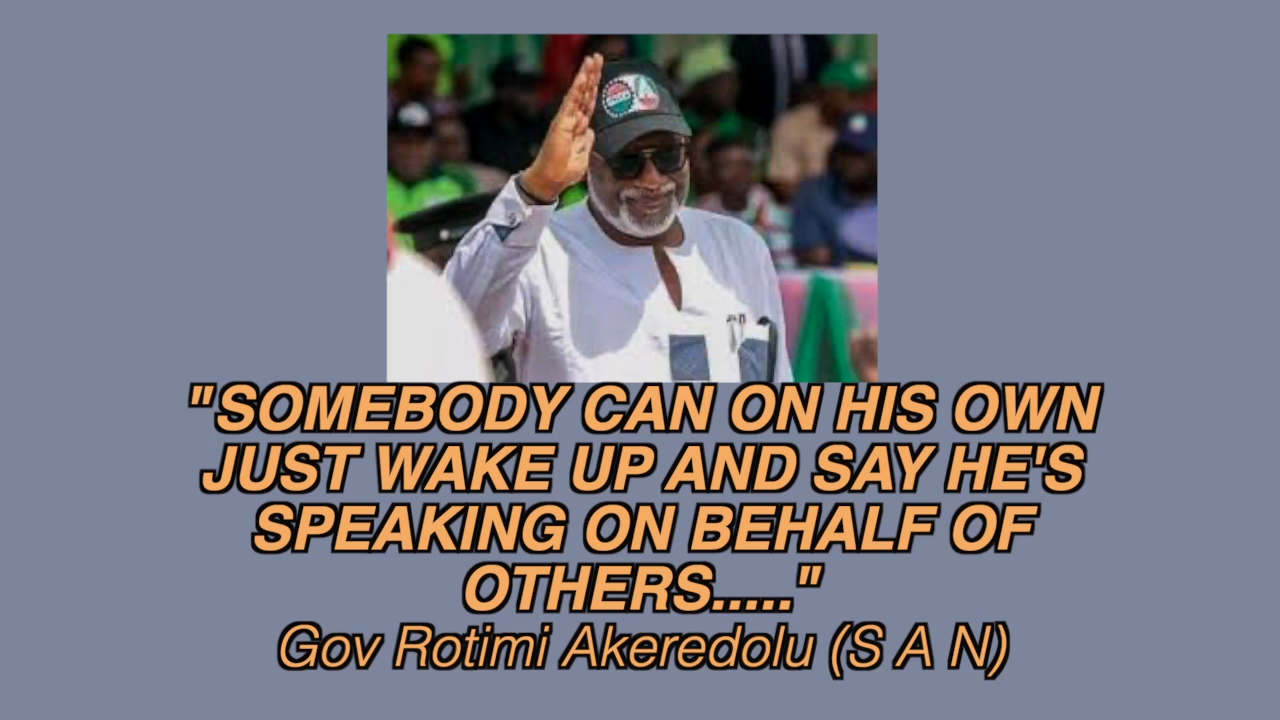 "SOMEBODY CAN ON HIS OWN
JUST WAKE UP AND SAY HE'S
SPEAKING ON BEHALF OF
OTHERS....."
Gov Rotimi Akeredolu (S A N)